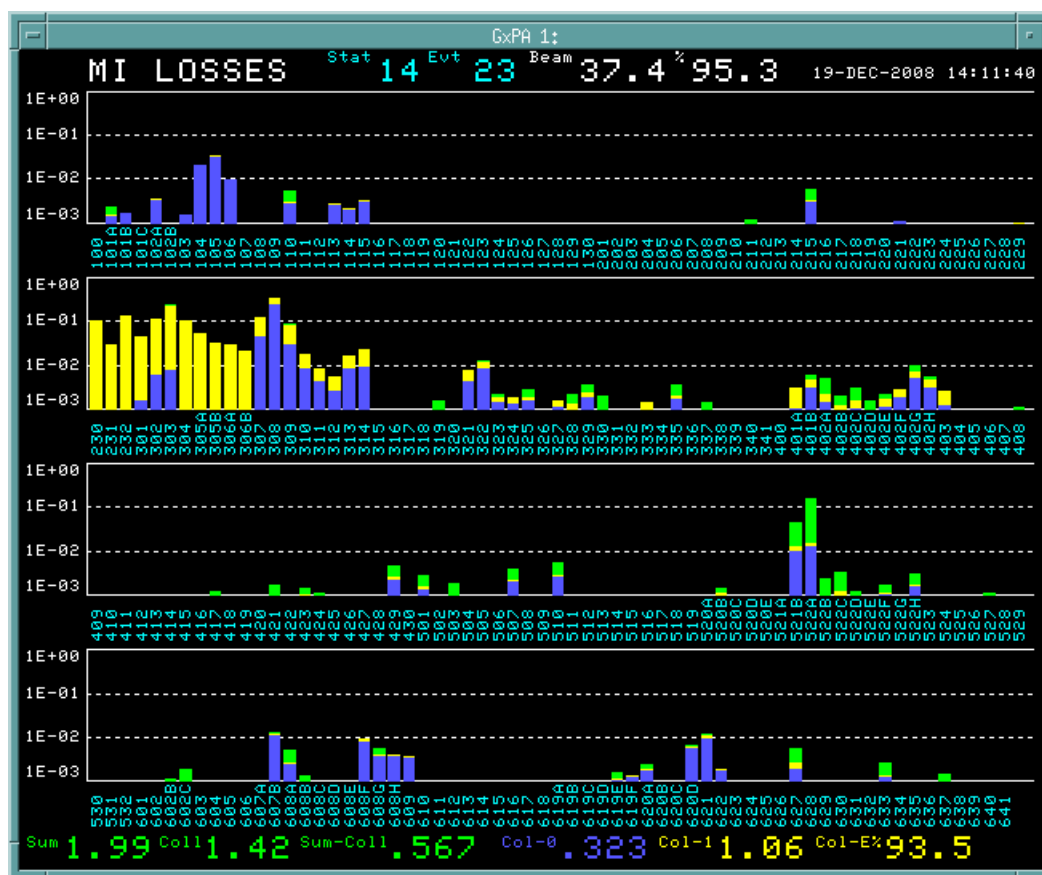 GxPA 1:
MI LOSSES Stat 14 Evt 23 Beam 37.4 % 95.3 19-DEC-2008 14:11:40
1E+00
1E-01
1E-02
1E-03
100 101A 101B 101C 102A 102B 103 104 105 106 107 108 109 110 111 112 113 114 115 116 117 118 119 120 121 122 123 124 125 126 127 128 129 130 201 202 203 204 205 206 207 208 209 210 211 212 213 214 215 216 217 218 219 220 221 222 223 224 225 226 227 228 229
1E+00
1E-01
1E-02
1E-03
230 231 232 301 302 303 304 305A 305B 306A 306B 307 308 309 310 311 312 313 314 315 316 317 318 319 320 321 322 323 324 325 326 327 328 329 330 331 332 333 334 335 336 337 338 339 340 341 400 401A 401B 402A 402B 402C 402D 402E 402F 402G 402H 403 404 405 406 407 408
1E+00
1E-01
1E-02
1E-03
409 410 411 412 413 414 415 416 417 418 419 420 421 422 423 424 425 426 427 428 429 430 501 502 503 504 505 506 507 508 509 510 511 512 513 514 515 516 517 518 519 520A 520B 520C 520D 520E 521A 521B 522A 522B 522C 522D 522E 522F 522G 522H 523 524 525 526 527 528 529
1E+00
1E-01
1E-02
1E-03
530 531 532 601 602 602B 602C 603 604 605 606 607A 607B 608A 608B 608C 608D 608E 608F 608G 608H 609 610 611 612 613 614 615 616 617 618 619A 619B 619C 619D 619E 619F 620A 620B 620C 620D 621 622 623 624 625 626 627 628 629 630 631 632 633 634 635 636 637 638 639 640 641
Sum 1.99 Coll 1.42 Sum-Coll .567 Col-0 .323 Col-1 1.06 Col-E% 93.5